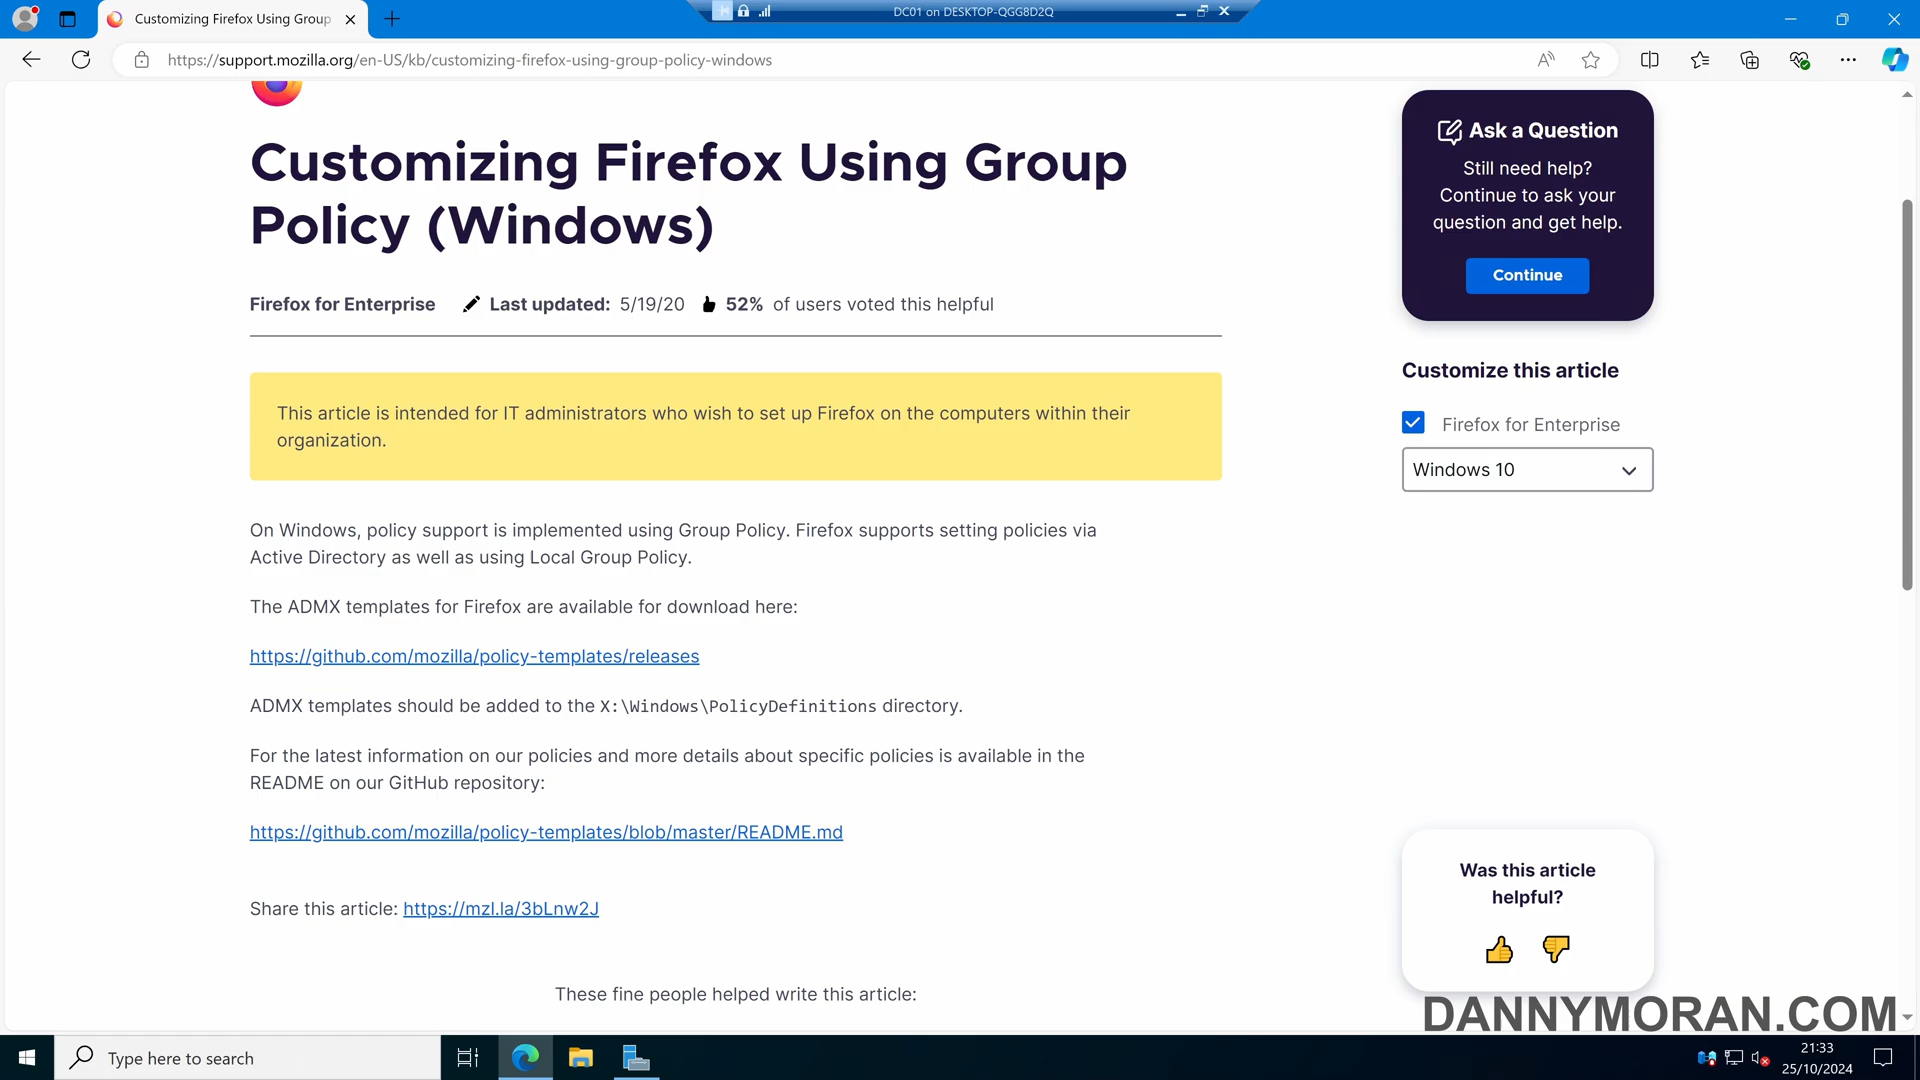 Customizing Firefox Using Group
DC01 on DESKTOP-QGG8D2Q
https://support.mozilla.org/en-US/kb/customizing-firefox-using-group-policy-windows
Customizing Firefox Using Group
Policy (Windows)
Firefox for Enterprise Last updated: 5/19/20 52% of users voted this helpful
This article is intended for IT administrators who wish to set up Firefox on the computers within their
organization.
On Windows, policy support is implemented using Group Policy. Firefox supports setting policies via
Active Directory as well as using Local Group Policy.
The ADMX templates for Firefox are available for download here:
https://github.com/mozilla/policy-templates/releases
ADMX templates should be added to the X:\Windows\PolicyDefinitions directory.
For the latest information on our policies and more details about specific policies is available in the
README on our GitHub repository:
https://github.com/mozilla/policy-templates/blob/master/README.md
Share this article: https://mzl.la/3bLnw2J
These fine people helped write this article:
Ask a Question
Still need help?
Continue to ask your
question and get help.
Continue
Customize this article
Firefox for Enterprise
Windows 10
Was this article
helpful?
DANNYMORAN.COM
Type here to search
21:33
25/10/2024